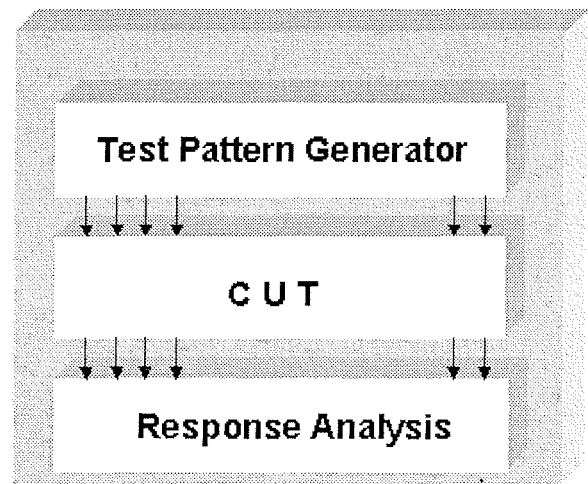 Test Pattern Generator
C U T
Response Analysis